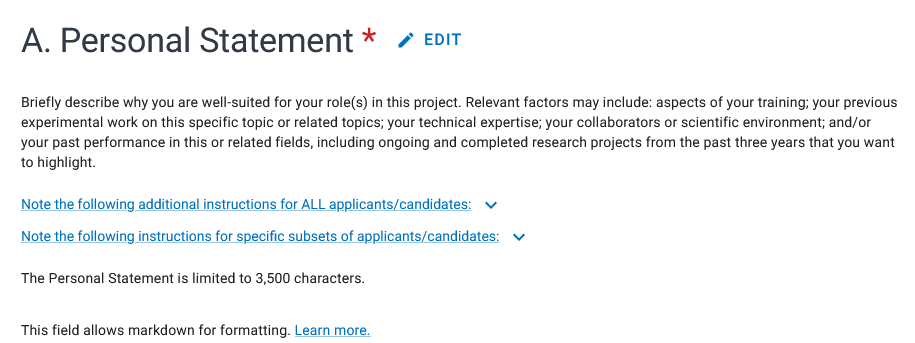 A. Personal Statement * EDIT
Briefly describe why you are well-suited for your role(s) in this project. Relevant factors may include: aspects of your training; your previous
experimental work on this specific topic or related topics; your technical expertise; your collaborators or scientific environment; and/or
your past performance in this or related fields, including ongoing and completed research projects from the past three years that you want
to highlight.
Note the following additional instructions for ALL applicants/candidates:
Note the following instructions for specific subsets of applicants/candidates:
The Personal Statement is limited to 3,500 characters.
This field allows markdown for formatting. Learn more.